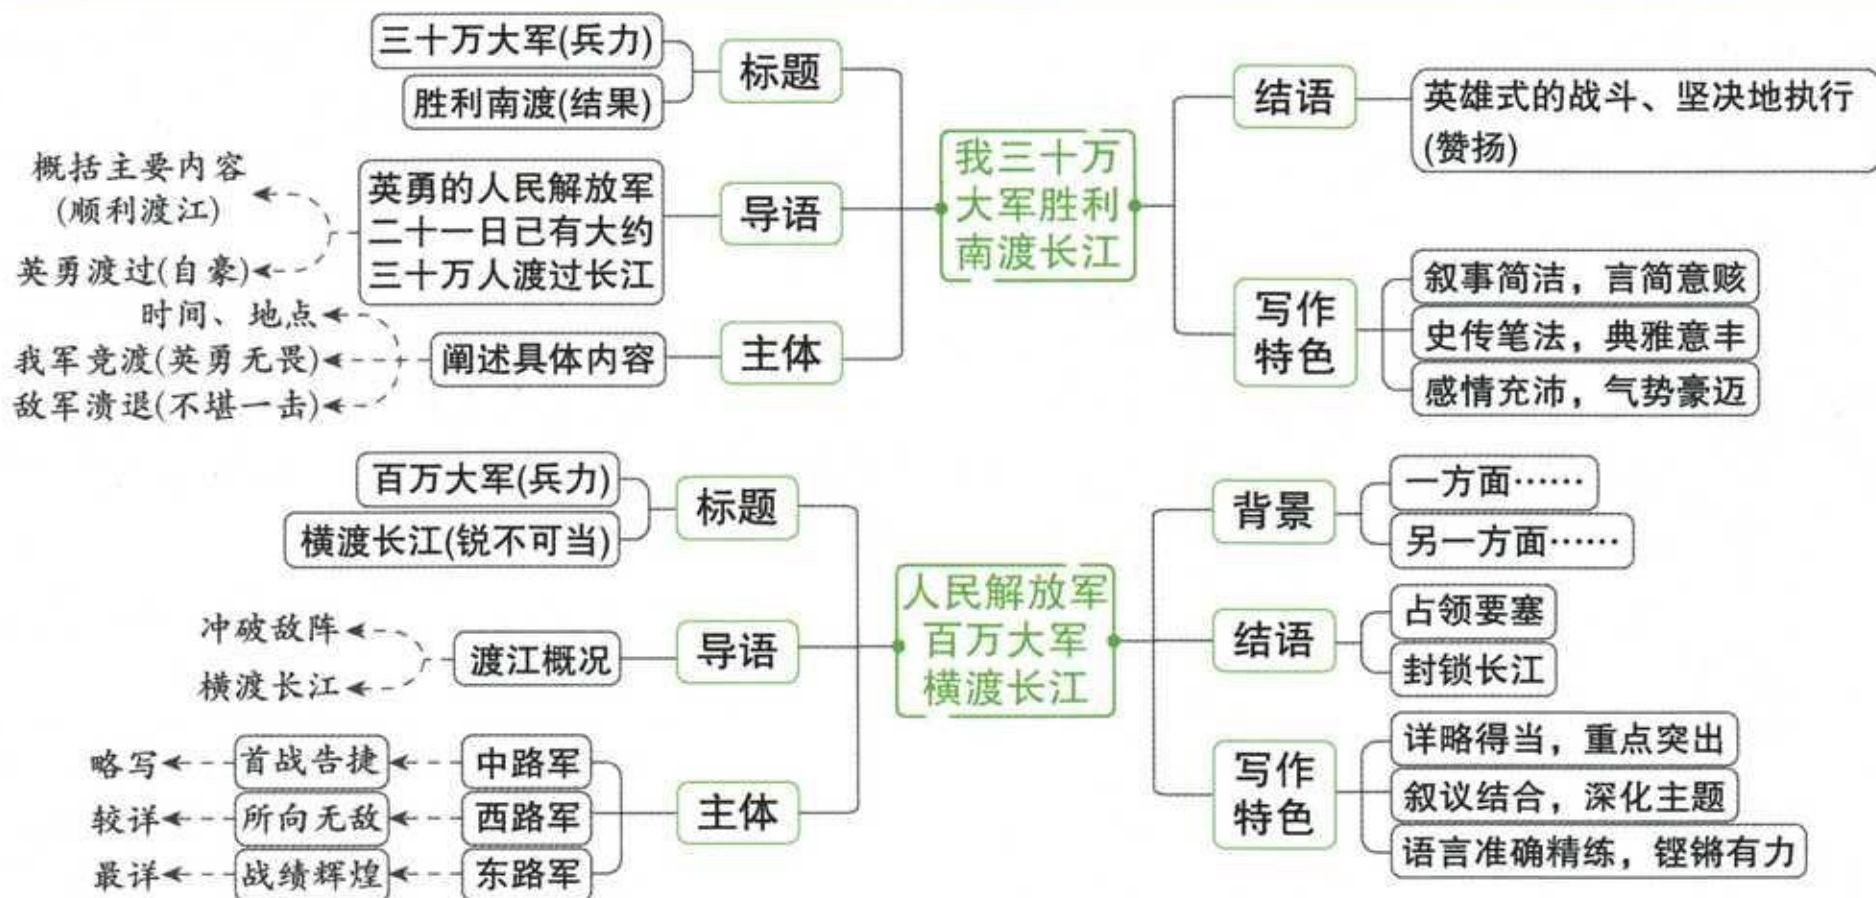 三十万大军(兵力)
胜利南渡(结果)
标题
概括主要内容
(顺利渡江)
英勇渡过(自豪)
英勇的人民解放军
二十一日已有大约
三十万人渡过长江
导语
时间、地点
我军竞渡(英勇无畏)
敌军溃退(不堪一击)
阐述具体内容
主体
我三十万
大军胜利
南渡长江
结语
英雄式的战斗、坚决地执行
(赞扬)
写作
特色
叙事简洁，言简意赅
史传笔法，典雅意丰
感情充沛，气势豪迈
百万大军(兵力)
横渡长江(锐不可当)
标题
冲破敌阵
横渡长江
渡江概况
导语
略写
首战告捷
中路军
较详
所向无敌
西路军
最详
战绩辉煌
东路军
主体
人民解放军
百万大军
横渡长江
背景
一方面……
另一方面……
结语
占领要塞
封锁长江
写作
特色
详略得当，重点突出
叙议结合，深化主题
语言准确精练，铿锵有力